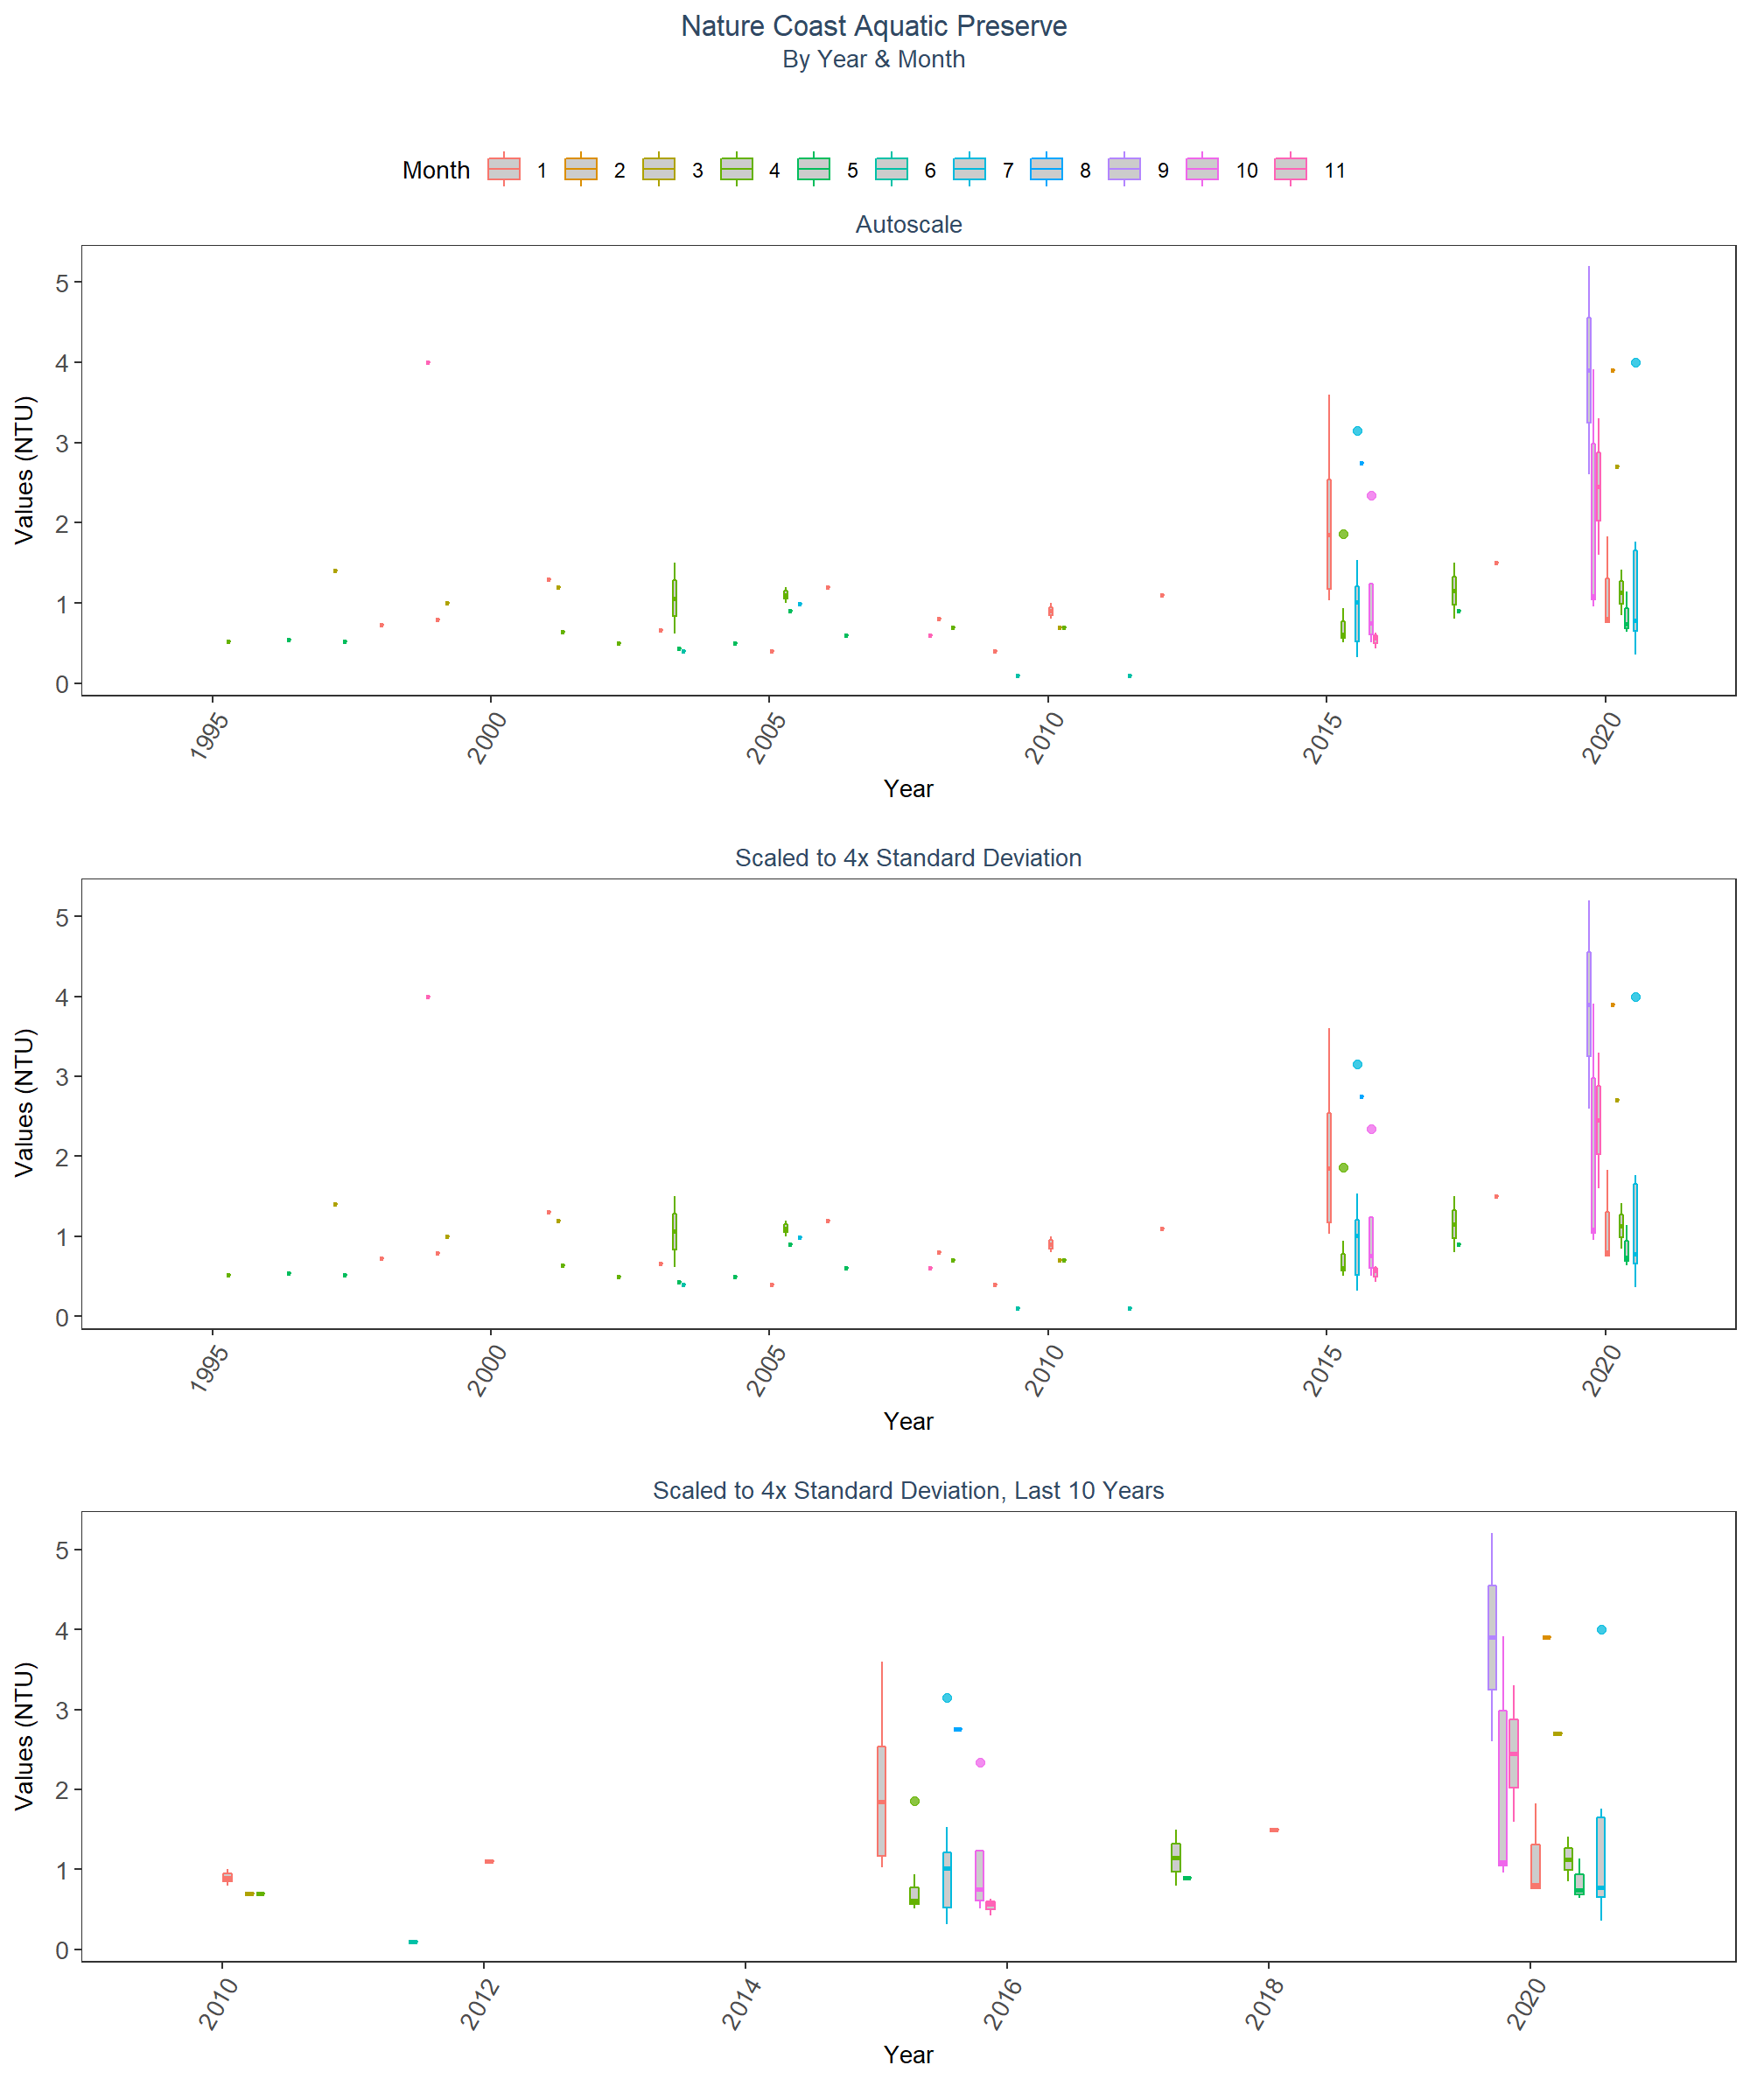 Nature Coast Aquatic Preserve
By Year & Month
Month 1 2 3 4 5 6 7 8 9 10 11
Autoscale
Values (NTU)
5
4
3
2
1
0
1995 2000 2005 2010 2015 2020
Year
Scaled to 4x Standard Deviation
Values (NTU)
5
4
3
2
1
0
1995 2000 2005 2010 2015 2020
Year
Scaled to 4x Standard Deviation, Last 10 Years
Values (NTU)
5
4
3
2
1
0
2010 2012 2014 2016 2018 2020
Year